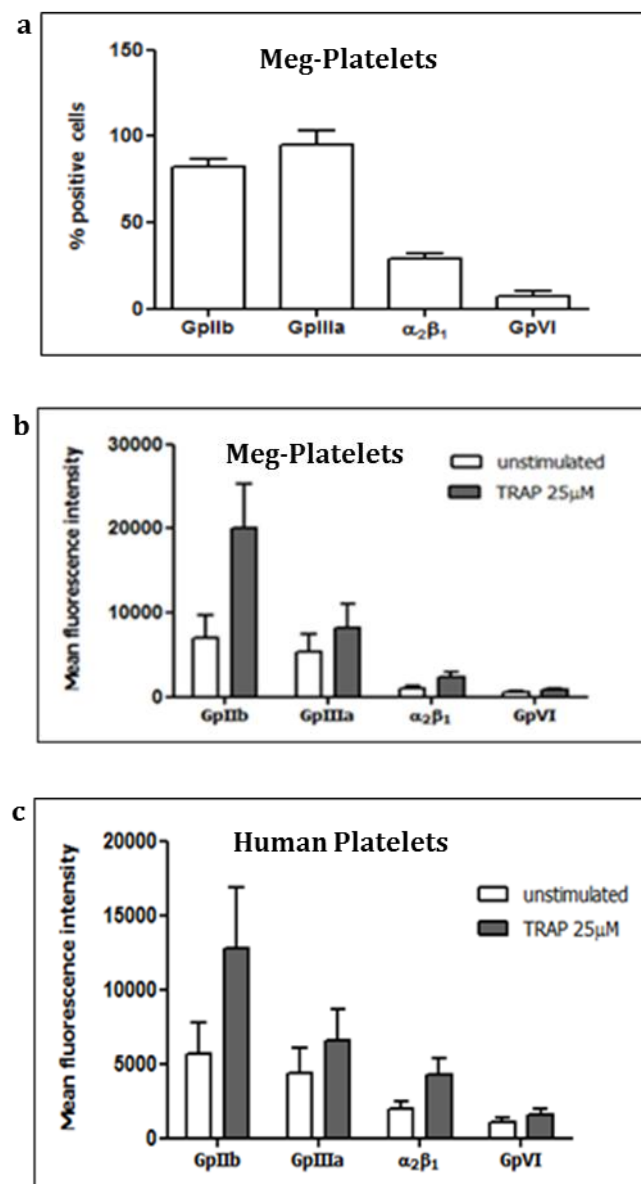 a
Meg-Platelets
% positive cells
150
100
50
0
GpIIb GpIIIa α₂β₁ GpVI
b
Meg-Platelets
Mean fluorescence intensity
30000
20000
10000
0
unstimulated
TRAP 25μM
GpIIb GpIIIa α₂β₁ GpVI
c
Human Platelets
Mean fluorescence intensity
20000
15000
10000
5000
0
unstimulated
TRAP 25μM
GpIIb GpIIIa α₂β₁ GpVI